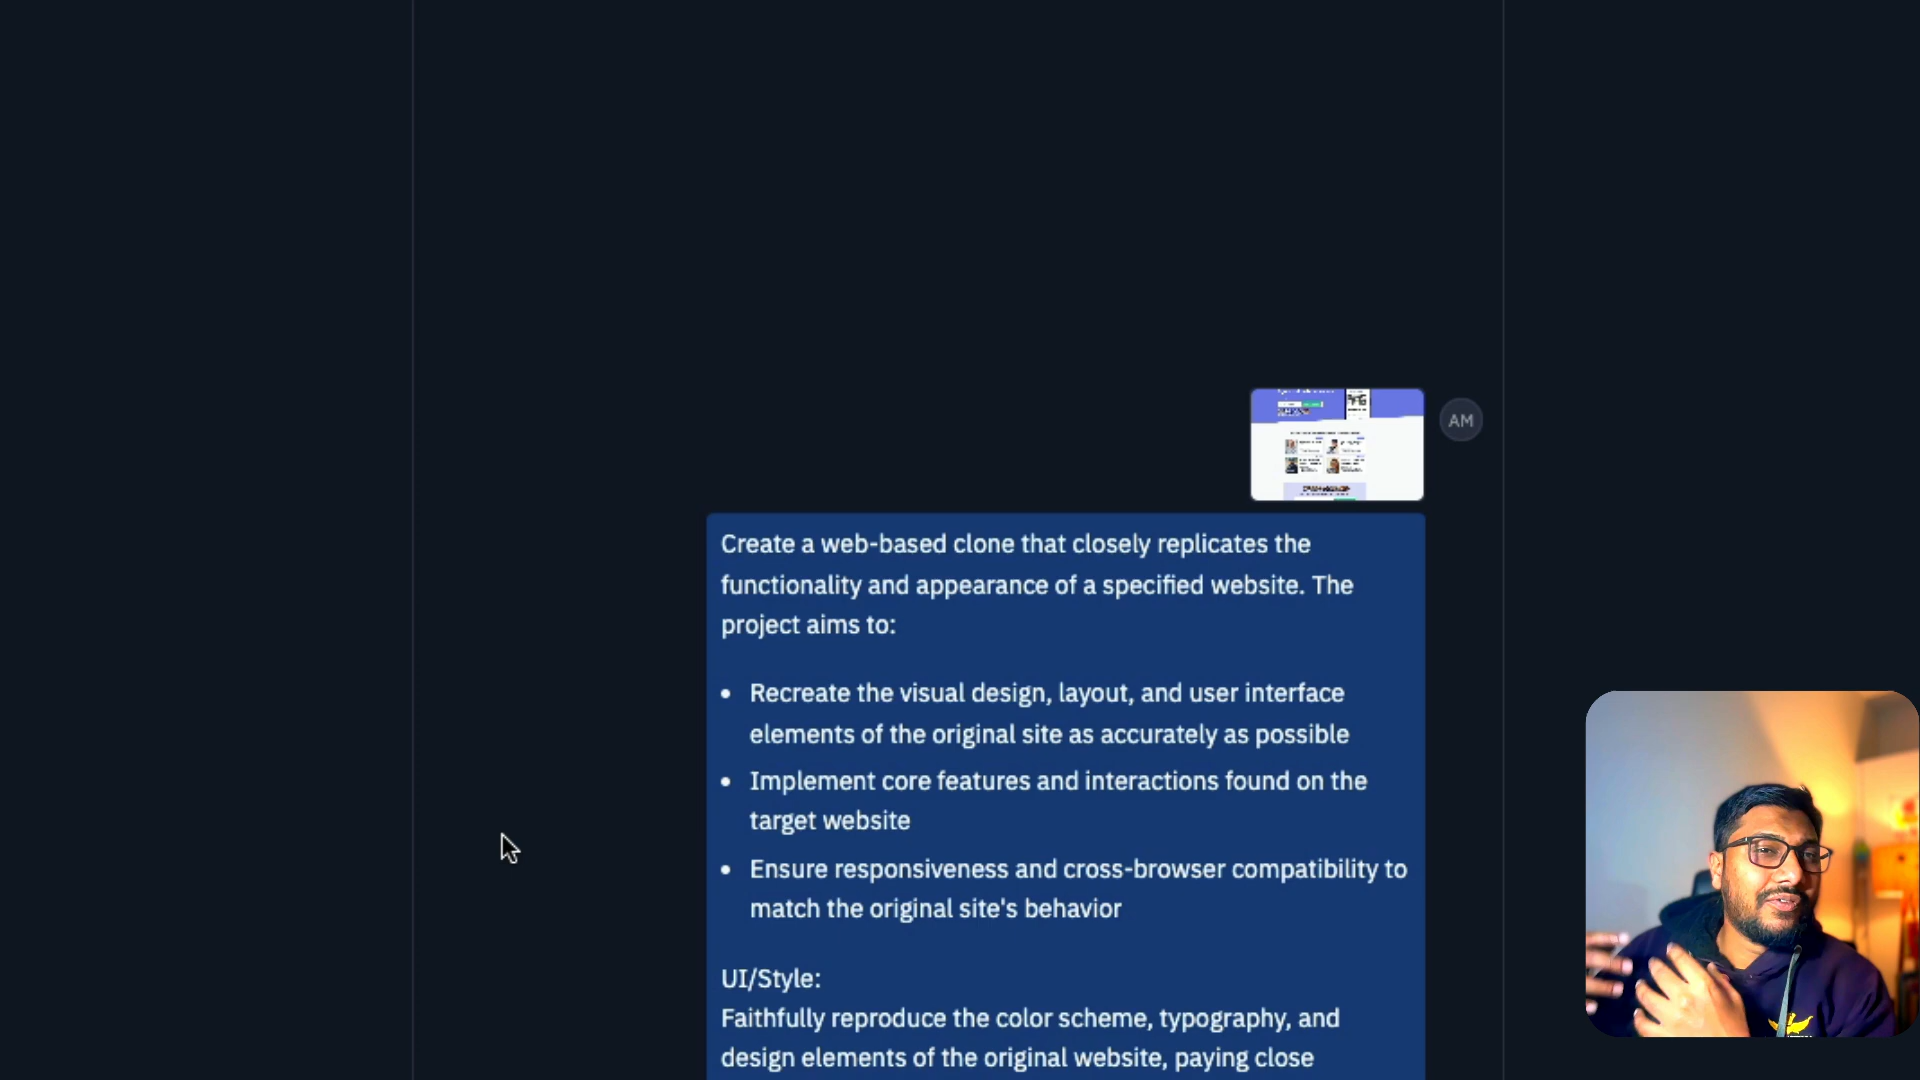 AM
Create a web-based clone that closely replicates the
functionality and appearance of a specified website. The
project aims to:
• Recreate the visual design, layout, and user interface
elements of the original site as accurately as possible
• Implement core features and interactions found on the
target website
• Ensure responsiveness and cross-browser compatibility to
match the original site's behavior
UI/Style:
Faithfully reproduce the color scheme, typography, and
design elements of the original website, paying close